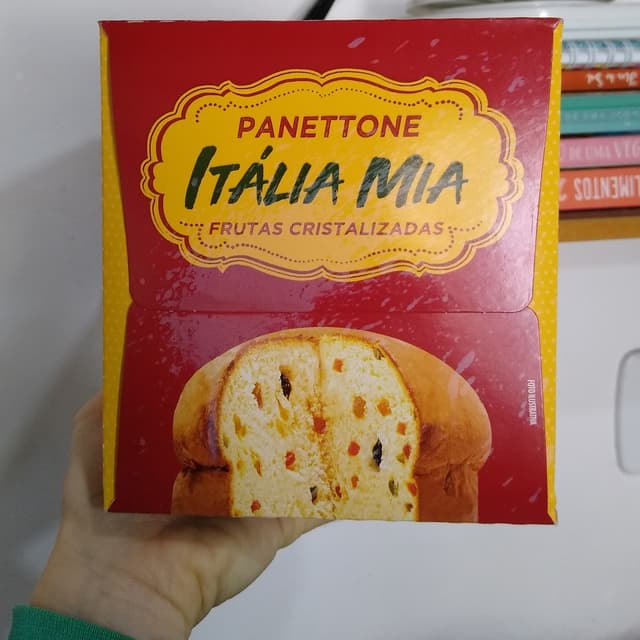 PANETTONE
ITÁLIA MIA
FRUTAS CRISTALIZADAS
FOTO ILUSTRATIVA